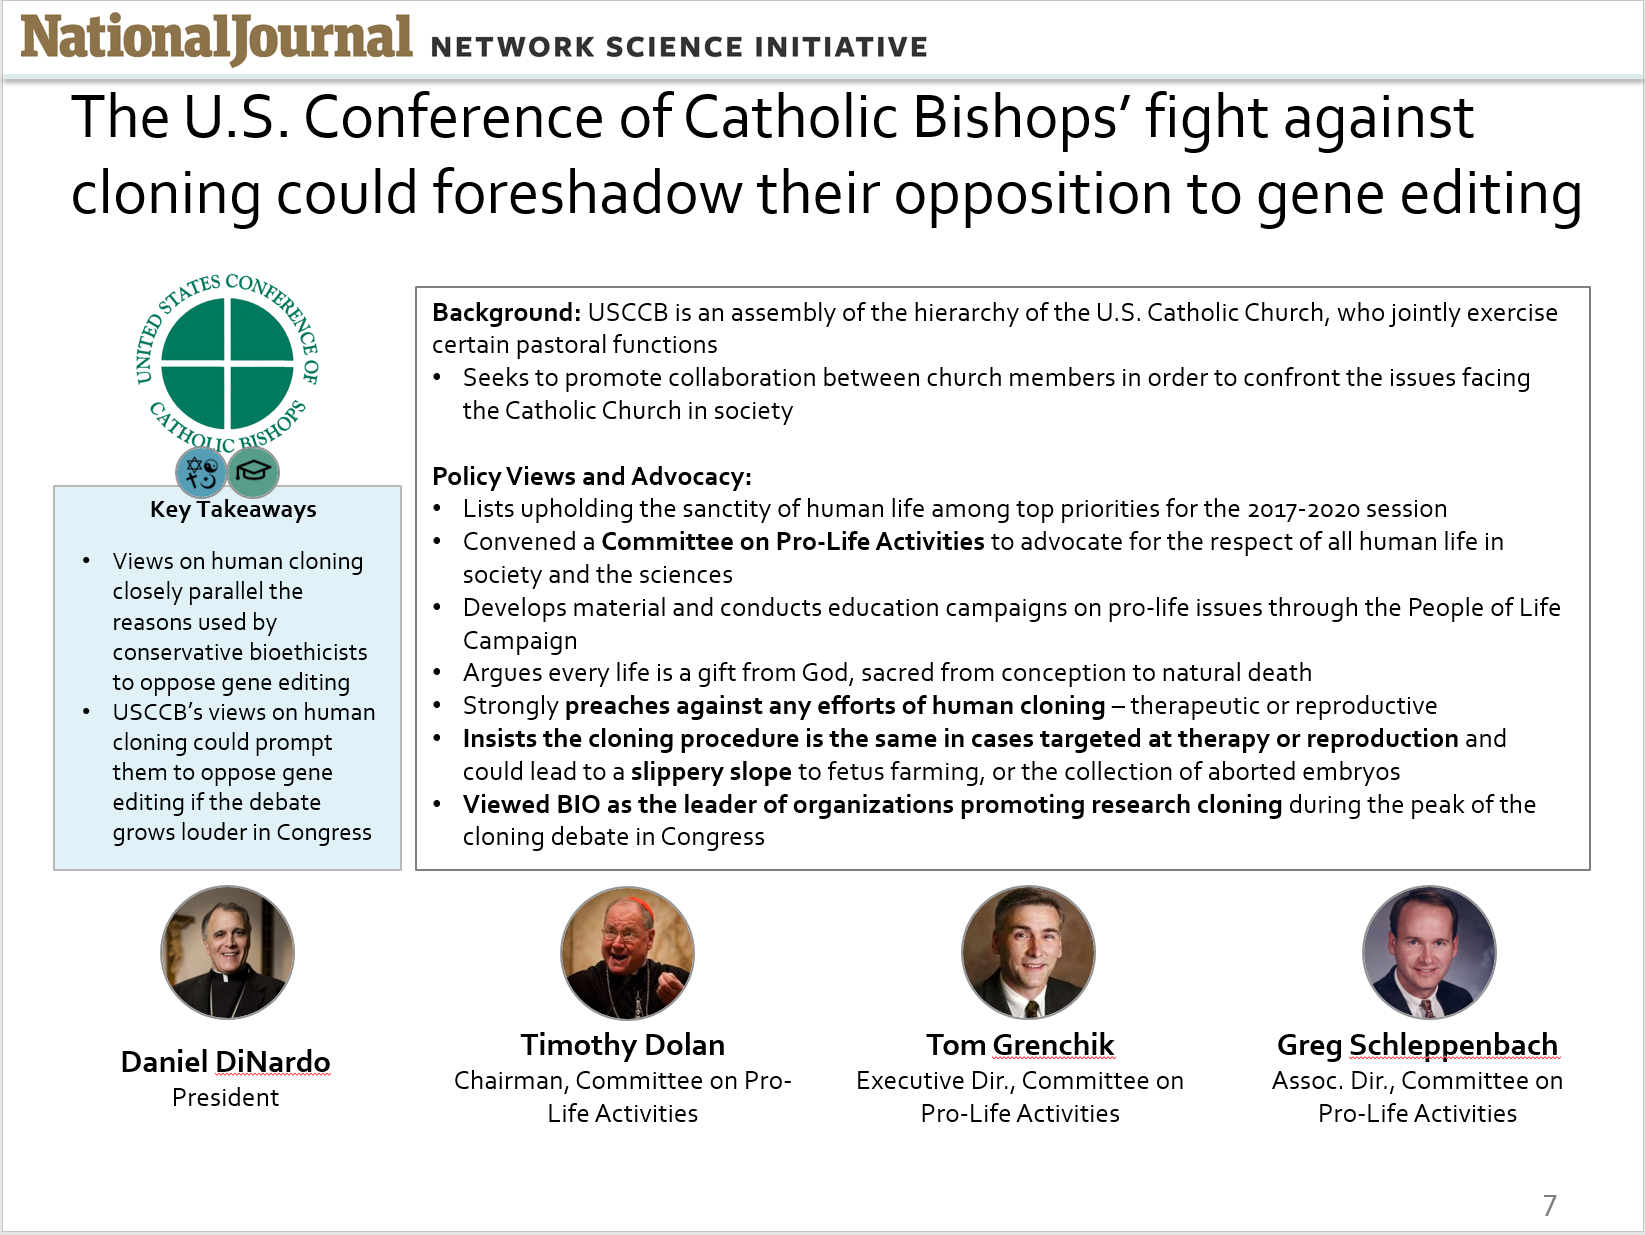 NationalJournal NETWORK SCIENCE INITIATIVE
The U.S. Conference of Catholic Bishops’ fight against
cloning could foreshadow their opposition to gene editing
UNITED STATES CONFERENCE OF
CATHOLIC BISHOPS
Key Takeaways
• Views on human cloning
closely parallel the
reasons used by
conservative bioethicists
to oppose gene editing
• USCCB’s views on human
cloning could prompt
them to oppose gene
editing if the debate
grows louder in Congress
Background: USCCB is an assembly of the hierarchy of the U.S. Catholic Church, who jointly exercise
certain pastoral functions
• Seeks to promote collaboration between church members in order to confront the issues facing
the Catholic Church in society
Policy Views and Advocacy:
• Lists upholding the sanctity of human life among top priorities for the 2017-2020 session
• Convened a Committee on Pro-Life Activities to advocate for the respect of all human life in
society and the sciences
• Develops material and conducts education campaigns on pro-life issues through the People of Life
Campaign
• Argues every life is a gift from God, sacred from conception to natural death
• Strongly preaches against any efforts of human cloning – therapeutic or reproductive
• Insists the cloning procedure is the same in cases targeted at therapy or reproduction and
could lead to a slippery slope to fetus farming, or the collection of aborted embryos
• Viewed BIO as the leader of organizations promoting research cloning during the peak of the
cloning debate in Congress
Daniel DiNardo
President
Timothy Dolan
Chairman, Committee on Pro-
Life Activities
Tom Grenchik
Executive Dir., Committee on
Pro-Life Activities
Greg Schleppenbach
Assoc. Dir., Committee on
Pro-Life Activities
7